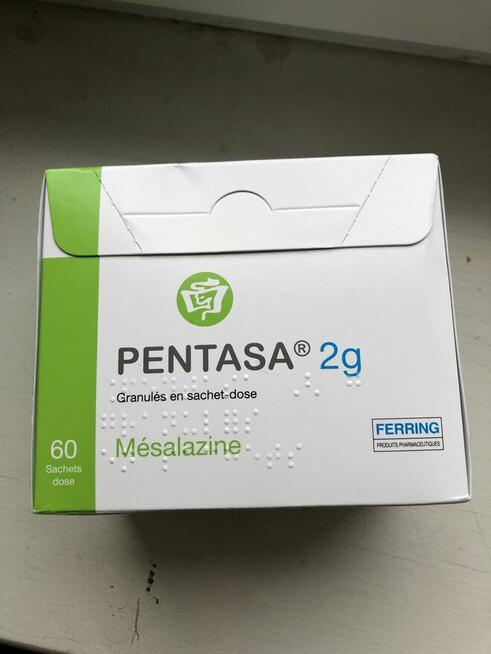 PENTASA® 2g
Granulés en sachet-dose
Mésalazine
60
Sachets
dose
FERRING
PRODUITS PHARMACEUTIQUES